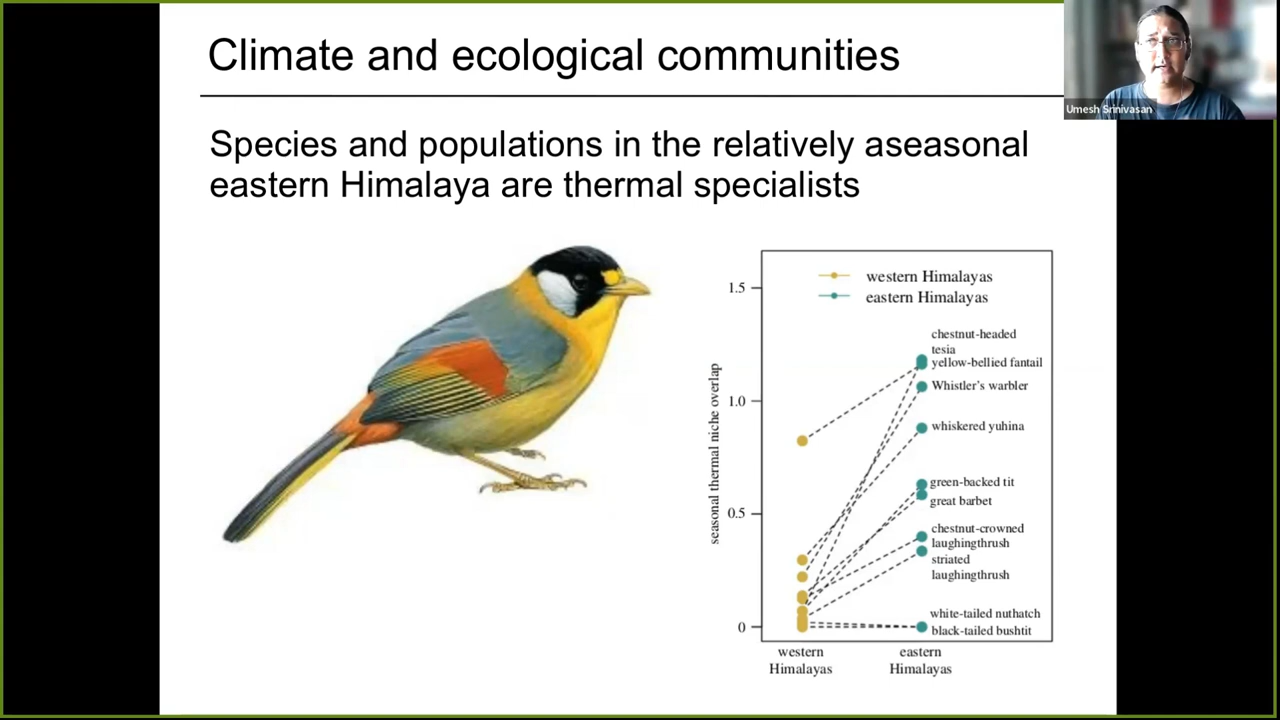 Climate and ecological communities
Umesh Srinivasan
Species and populations in the relatively aseasonal
eastern Himalaya are thermal specialists
western Himalayas
eastern Himalayas
seasonal thermal niche overlap
1.5
1.0
0.5
0
chestnut-headed
tesia
yellow-bellied fantail
Whistler's warbler
whiskered yuhina
green-backed tit
great barbet
chestnut-crowned
laughingthrush
striated
laughingthrush
white-tailed nuthatch
black-tailed bushtit
western
Himalayas
eastern
Himalayas